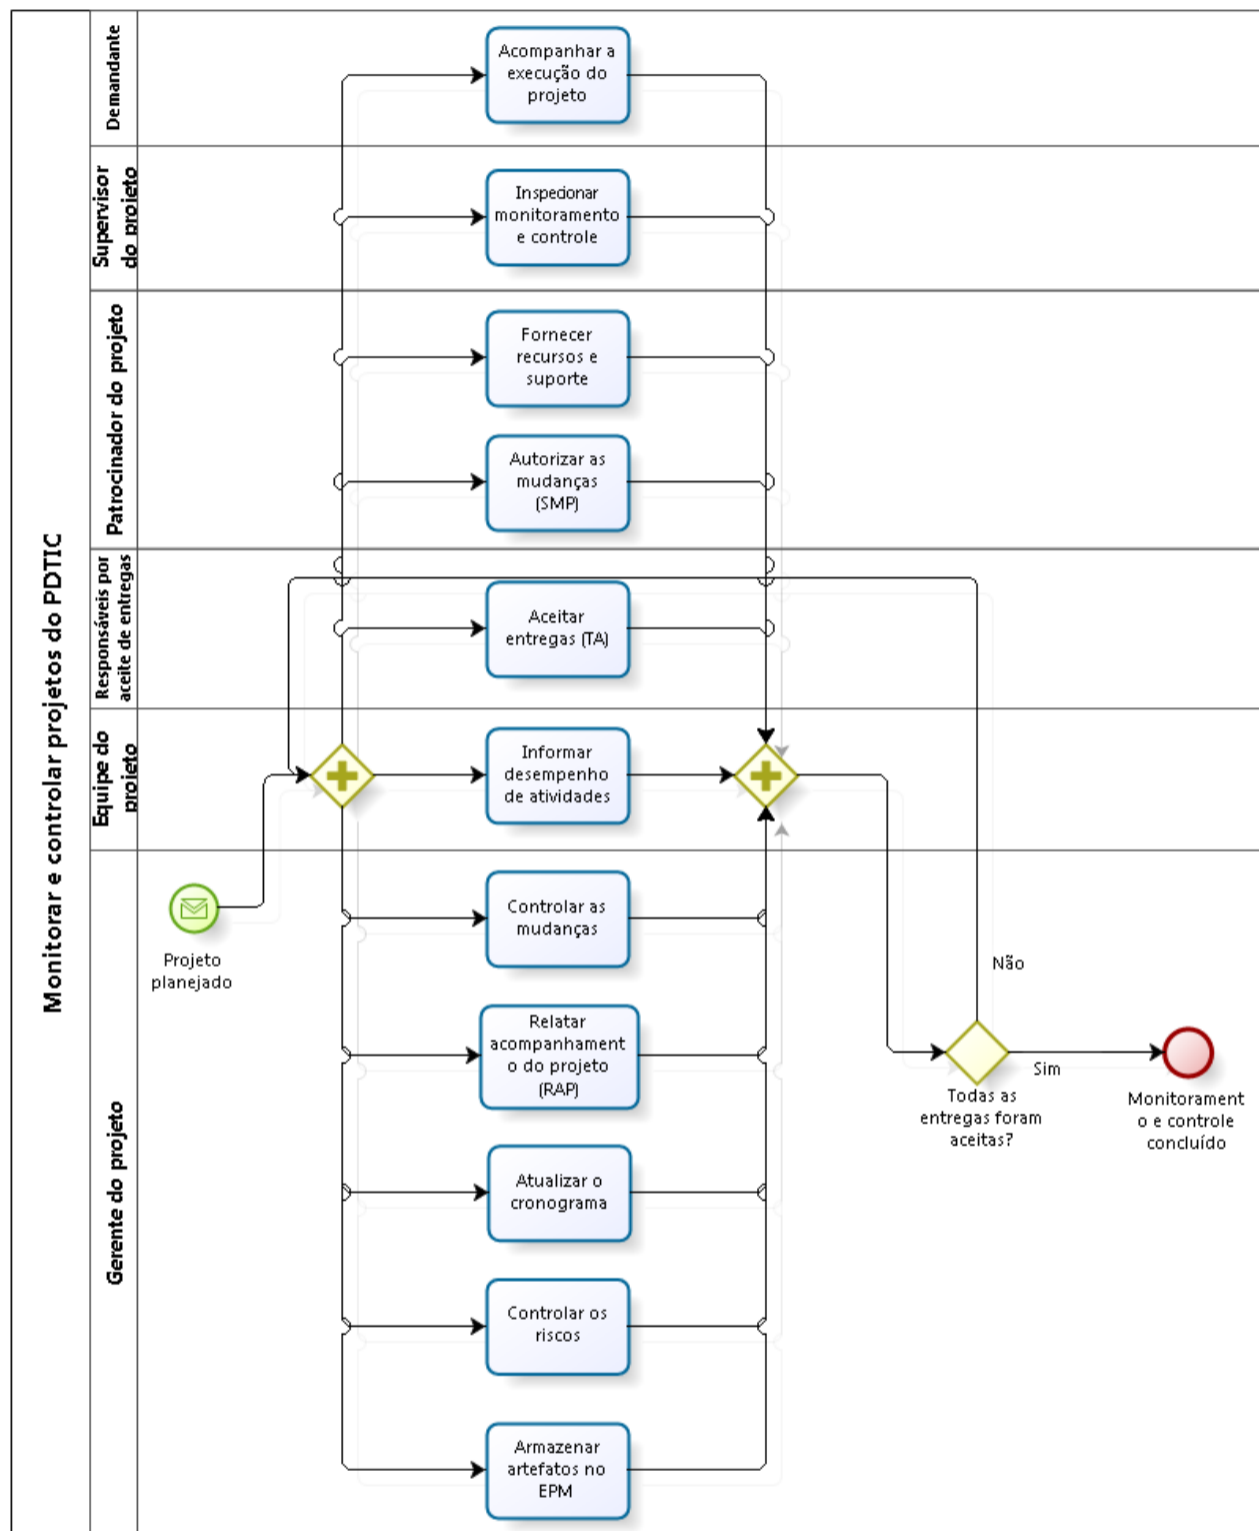 Monitorar e controlar projetos do PDTIC
Demandante
Acompanhar a
execução do
projeto
Supervisor
do projeto
Inspecionar
monitoramento
e controle
Patrocinador do projeto
Fornecer
recursos e
suporte
Autorizar as
mudanças
(SMP)
Responsáveis por
aceite de entregas
Aceitar
entregas (TA)
Equipe do
projeto
Informar
desempenho
de atividades
Gerente do projeto
Projeto
planejado
Controlar as
mudanças
Relatar
acompanhament
o do projeto
(RAP)
Atualizar o
cronograma
Controlar os
riscos
Armazenar
artefatos no
EPM
Não
Sim
Todas as
entregas foram
aceitas?
Monitorament
o e controle
concluído